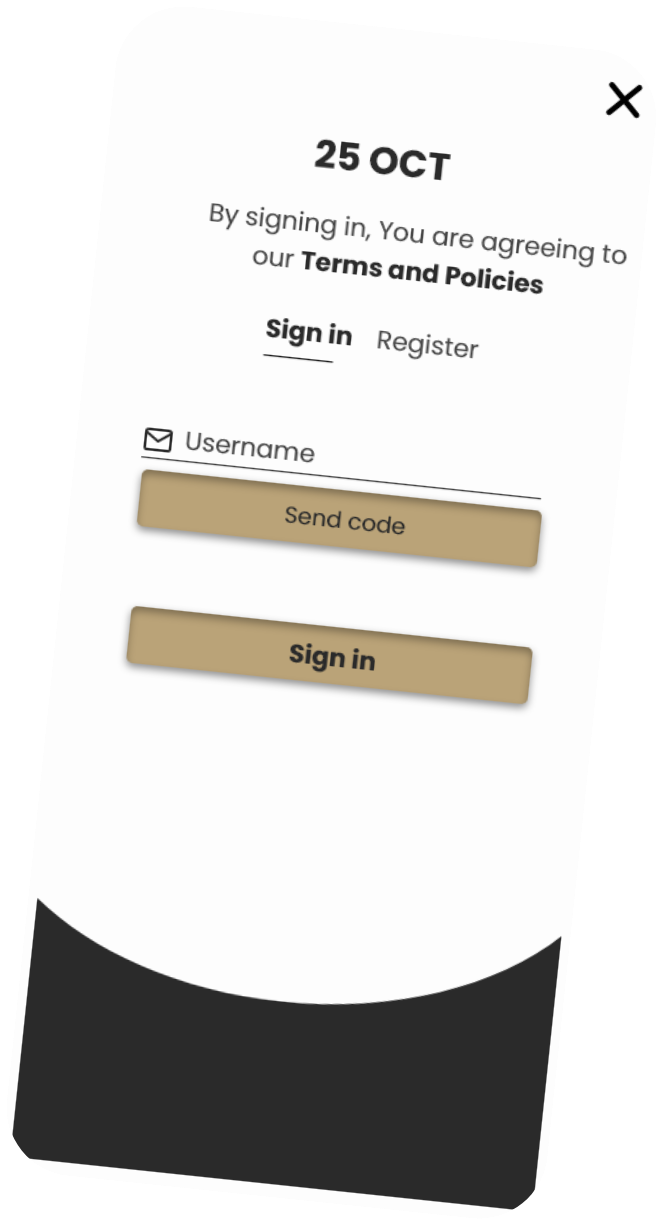 25 OCT
By signing in, You are agreeing to
our Terms and Policies
Sign in Register
Username
Send code
Sign in